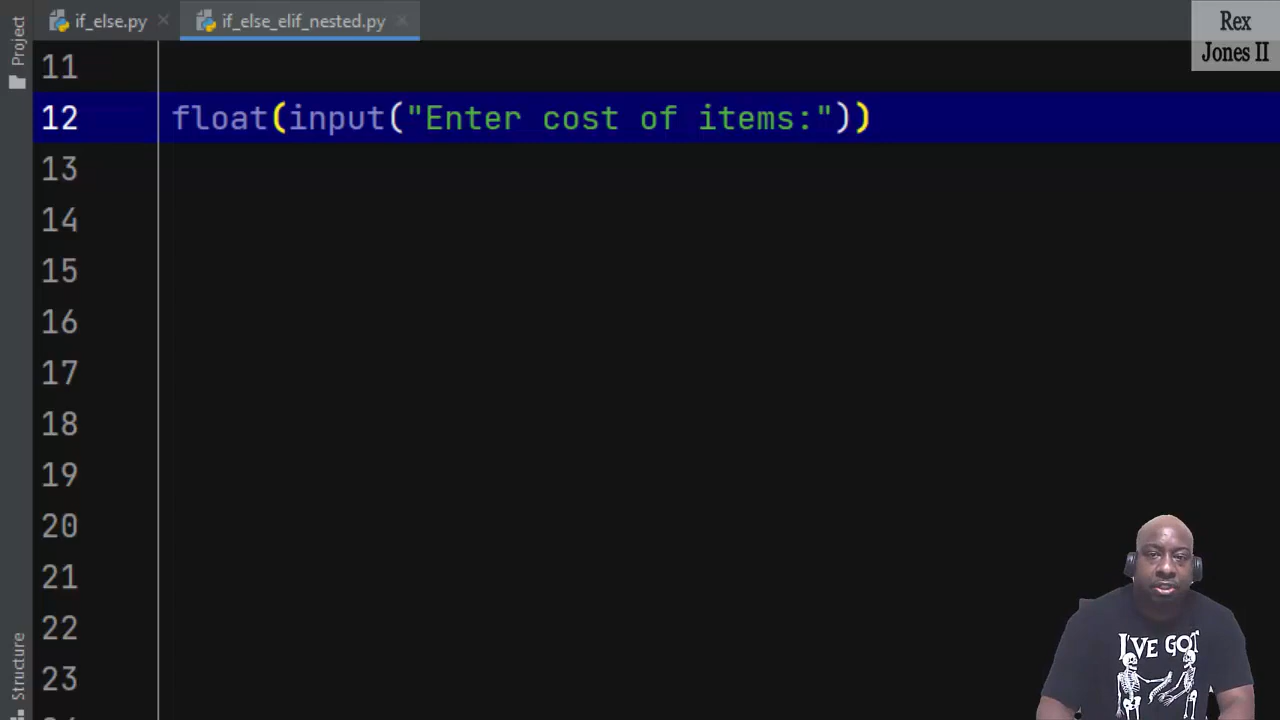 if_else.py
if_else_elif_nested.py
Rex
Jones II
Project
11
12 float(input("Enter cost of items:"))
13
14
15
16
17
18
19
20
21
22
23
Structure
I'VE GOT